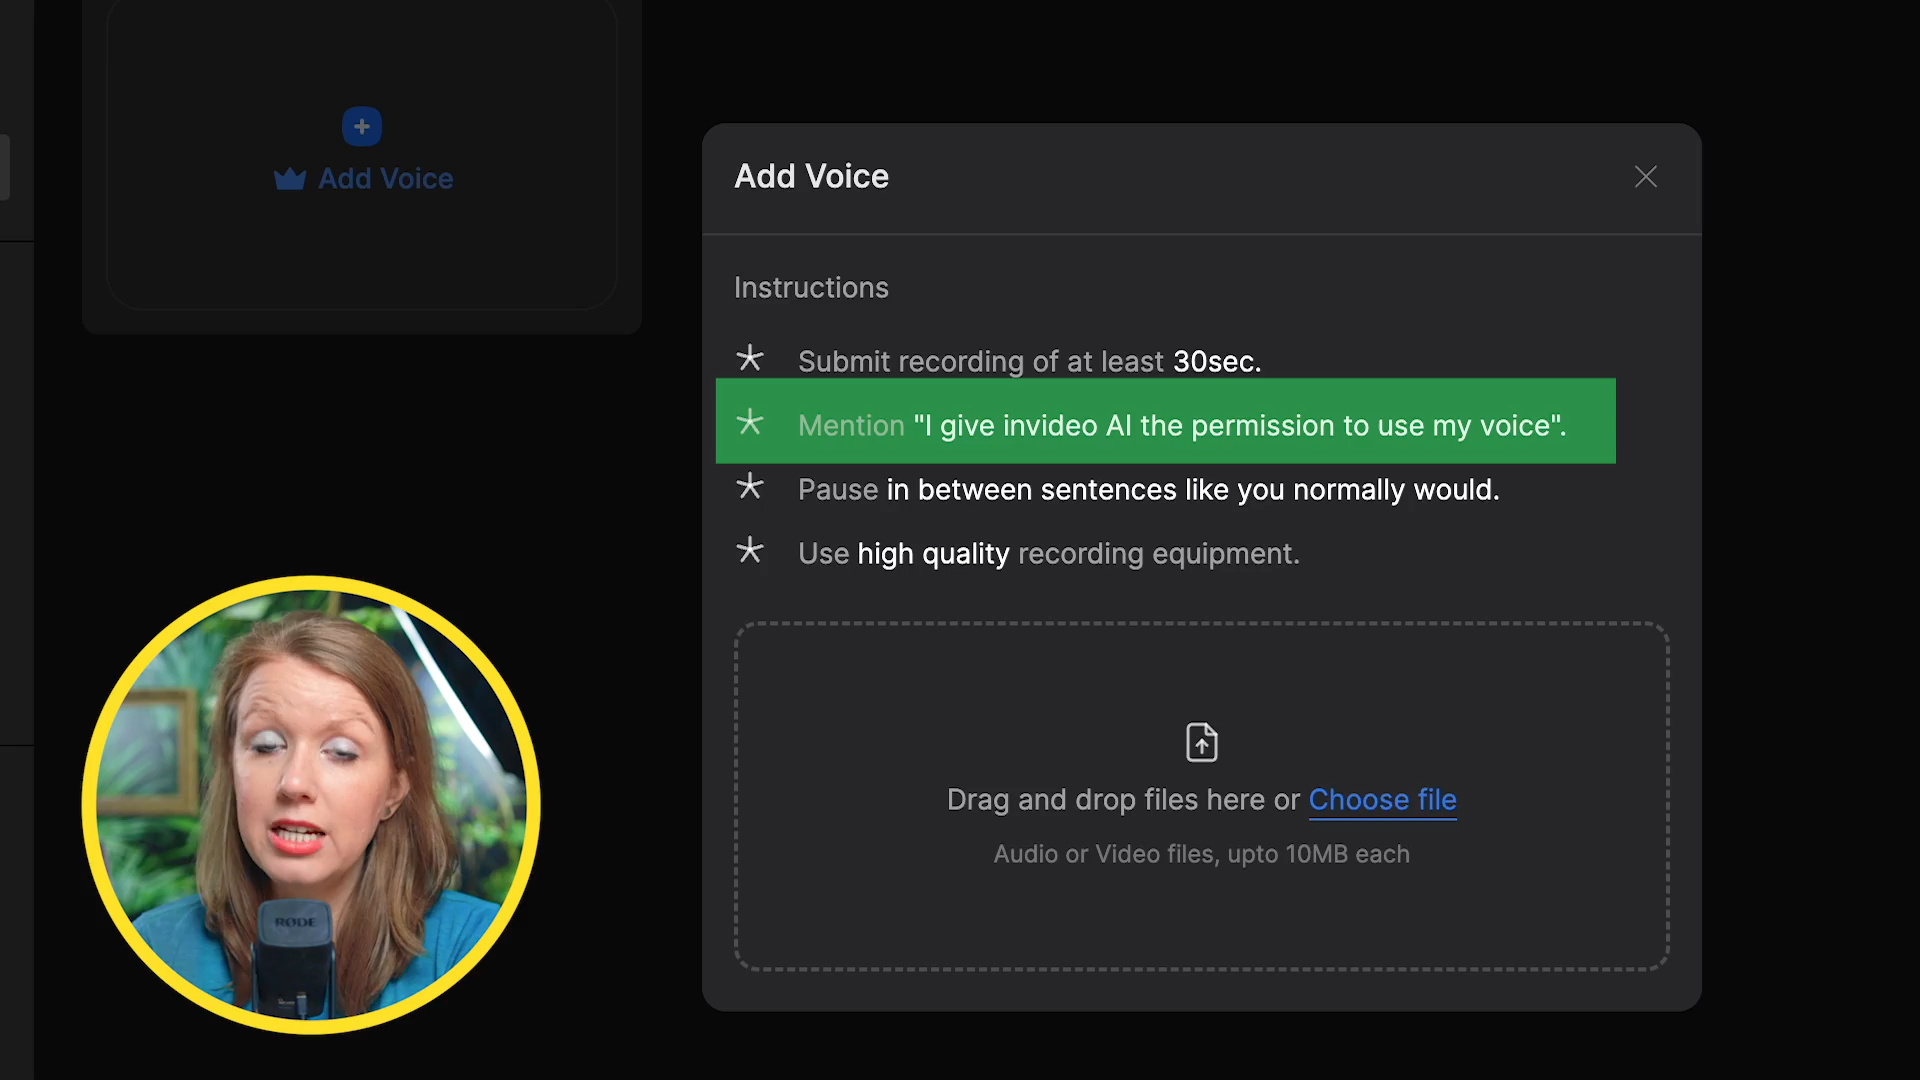 Add Voice
Add Voice
Instructions
Submit recording of at least 30sec.
Mention "I give invideo AI the permission to use my voice".
Pause in between sentences like you normally would.
Use high quality recording equipment.
Drag and drop files here or Choose file
Audio or Video files, upto 10MB each
RØDE